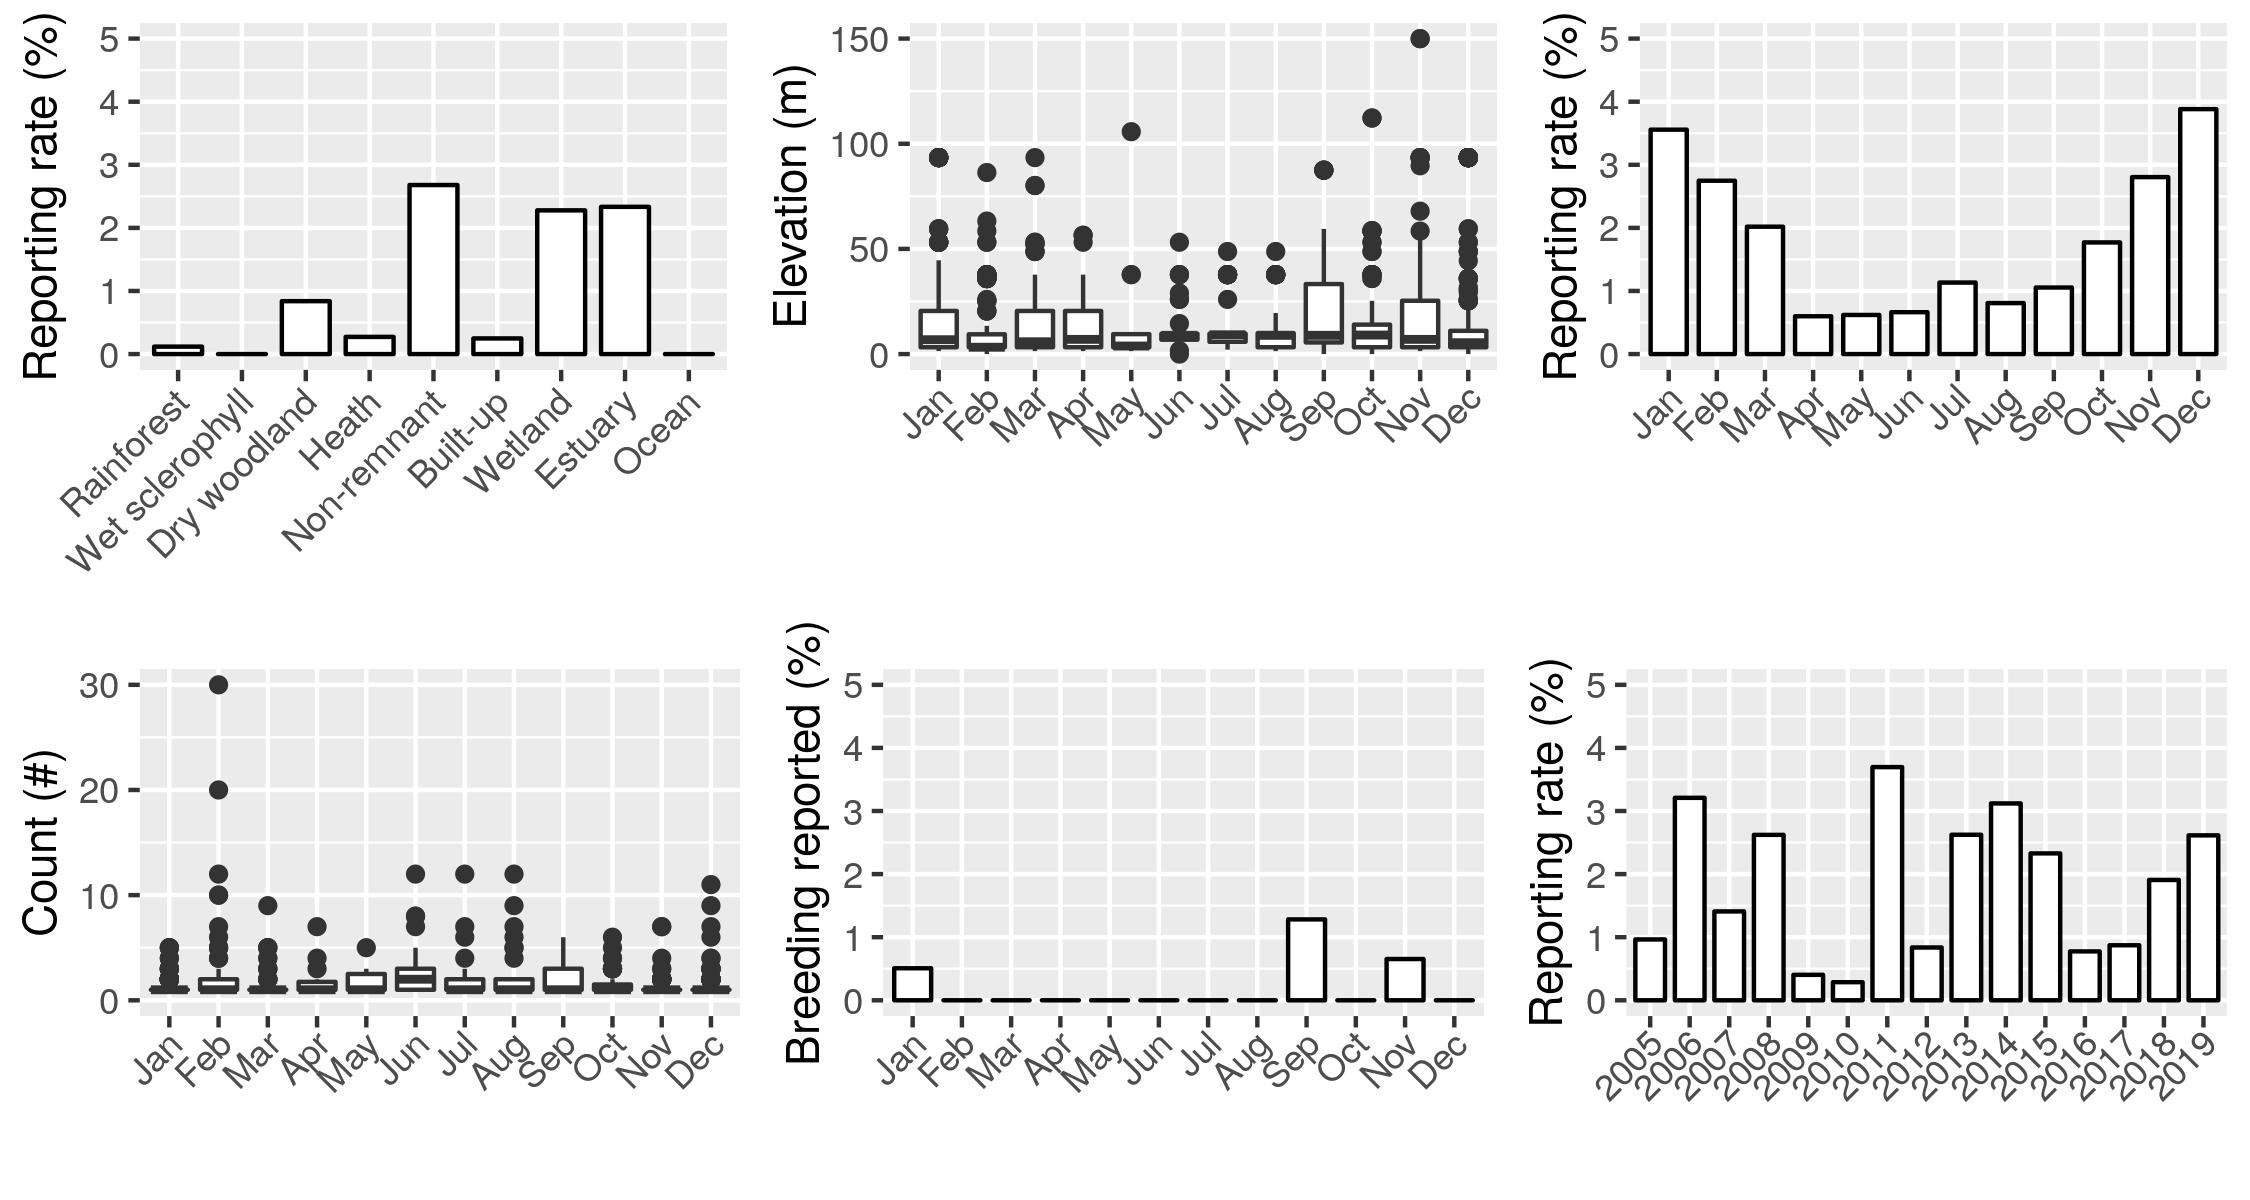 Reporting rate (%)
5
4
3
2
1
0
Rainforest
Wet sclerophyll
Dry woodland
Heath
Non-remnant
Built-up
Wetland
Estuary
Ocean
Elevation (m)
150
100
50
0
Jan
Feb
Mar
Apr
May
Jun
Jul
Aug
Sep
Oct
Nov
Dec
Reporting rate (%)
5
4
3
2
1
0
Jan
Feb
Mar
Apr
May
Jun
Jul
Aug
Sep
Oct
Nov
Dec
Count (#)
30
20
10
0
Jan
Feb
Mar
Apr
May
Jun
Jul
Aug
Sep
Oct
Nov
Dec
Breeding reported (%)
5
4
3
2
1
0
Jan
Feb
Mar
Apr
May
Jun
Jul
Aug
Sep
Oct
Nov
Dec
Reporting rate (%)
5
4
3
2
1
0
2005
2006
2007
2008
2009
2010
2011
2012
2013
2014
2015
2016
2017
2018
2019